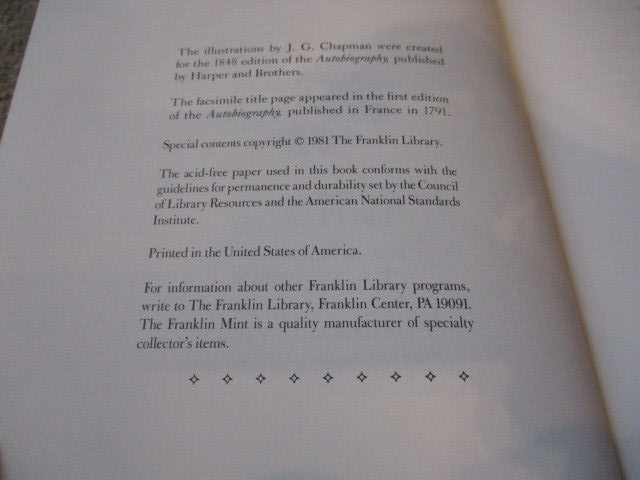 The illustrations by J. G. Chapman were created
for the 1848 edition of the Autobiography, published
by Harper and Brothers.
The facsimile title page appeared in the first edition
of the Autobiography, published in France in 1791.
Special contents copyright © 1981 The Franklin Library.
The acid-free paper used in this book conforms with the
guidelines for permanence and durability set by the Council
of Library Resources and the American National Standards
Institute.
Printed in the United States of America.
For information about other Franklin Library programs,
write to The Franklin Library, Franklin Center, PA 19091.
The Franklin Mint is a quality manufacturer of specialty
collector's items.